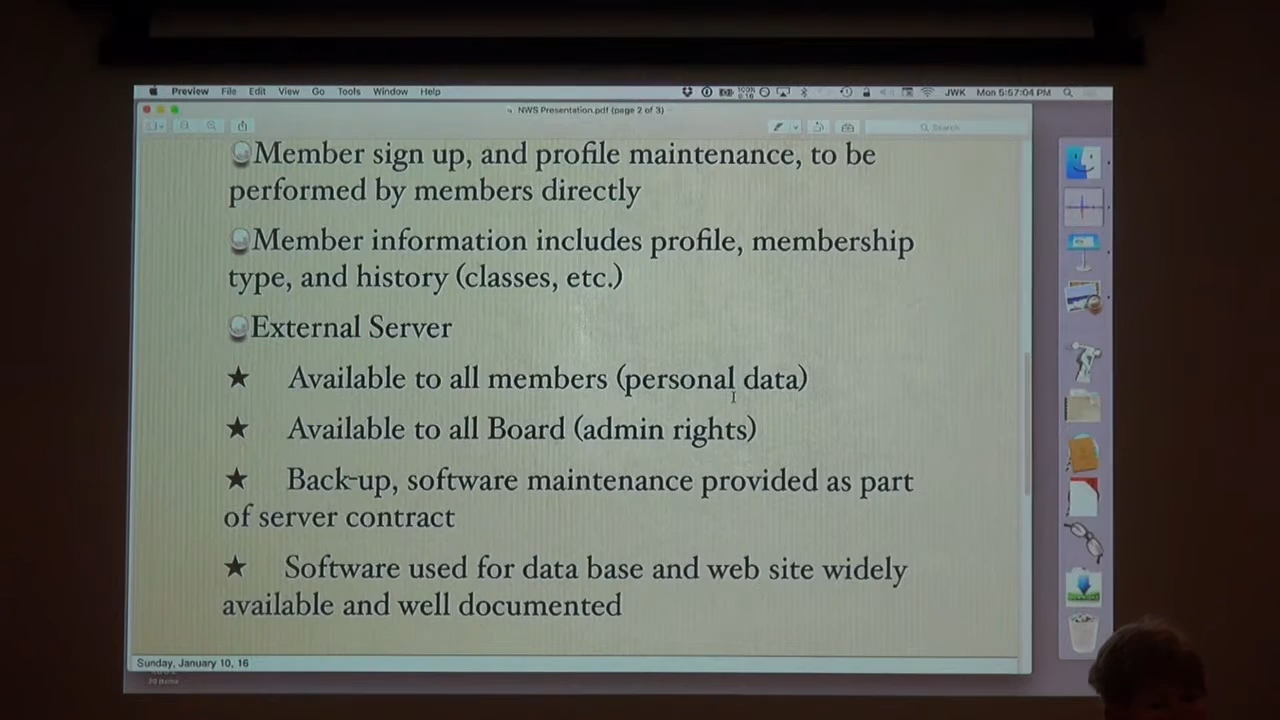 Preview File Edit View Go Tools Window Help JWK Mon 5:57:04 PM
NWS Presentation.pdf (page 2 of 3)
Search
Member sign up, and profile maintenance, to be
performed by members directly
Member information includes profile, membership
type, and history (classes, etc.)
External Server
★ Available to all members (personal data)
★ Available to all Board (admin rights)
★ Back-up, software maintenance provided as part
of server contract
★ Software used for data base and web site widely
available and well documented
Sunday, January 10, 16
20 items